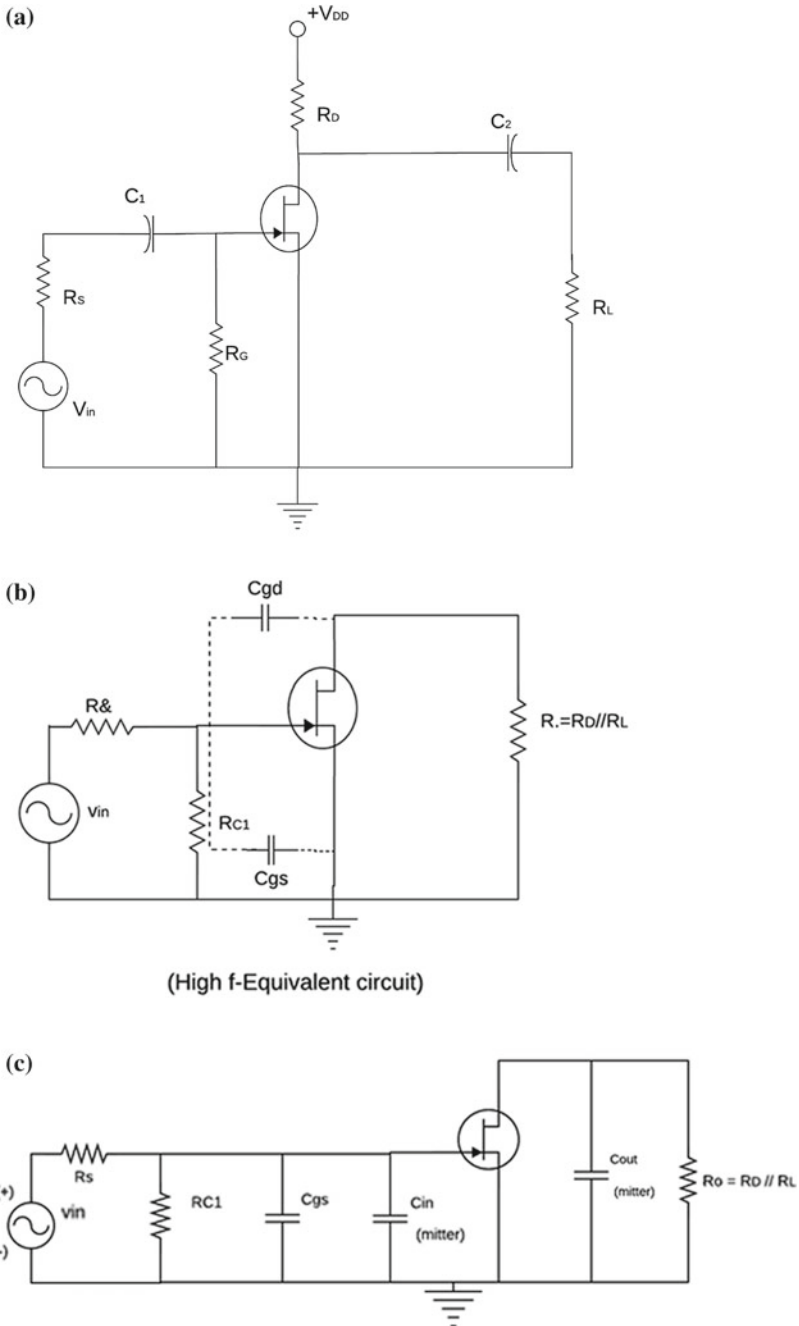 (a)
+VDD
RD
C2
C1
RS
RL
RG
Vin
(b)
Cgd
R&
R.=RD//RL
Vin
RC1
Cgs
(High f-Equivalent circuit)
(c)
(+)
Rs
vin
RC1
Cgs
Cin
(mitter)
Cout
(mitter)
Ro = RD // RL